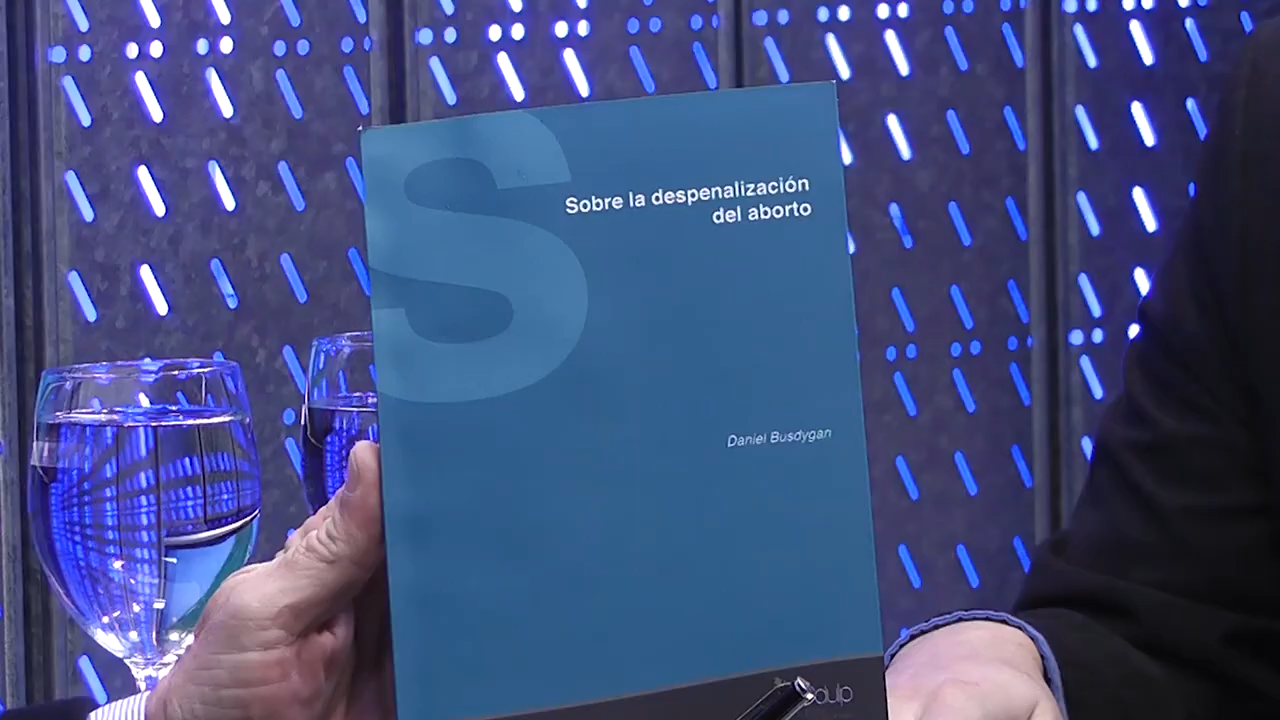 S
Sobre la despenalización
del aborto
Daniel Busdygan